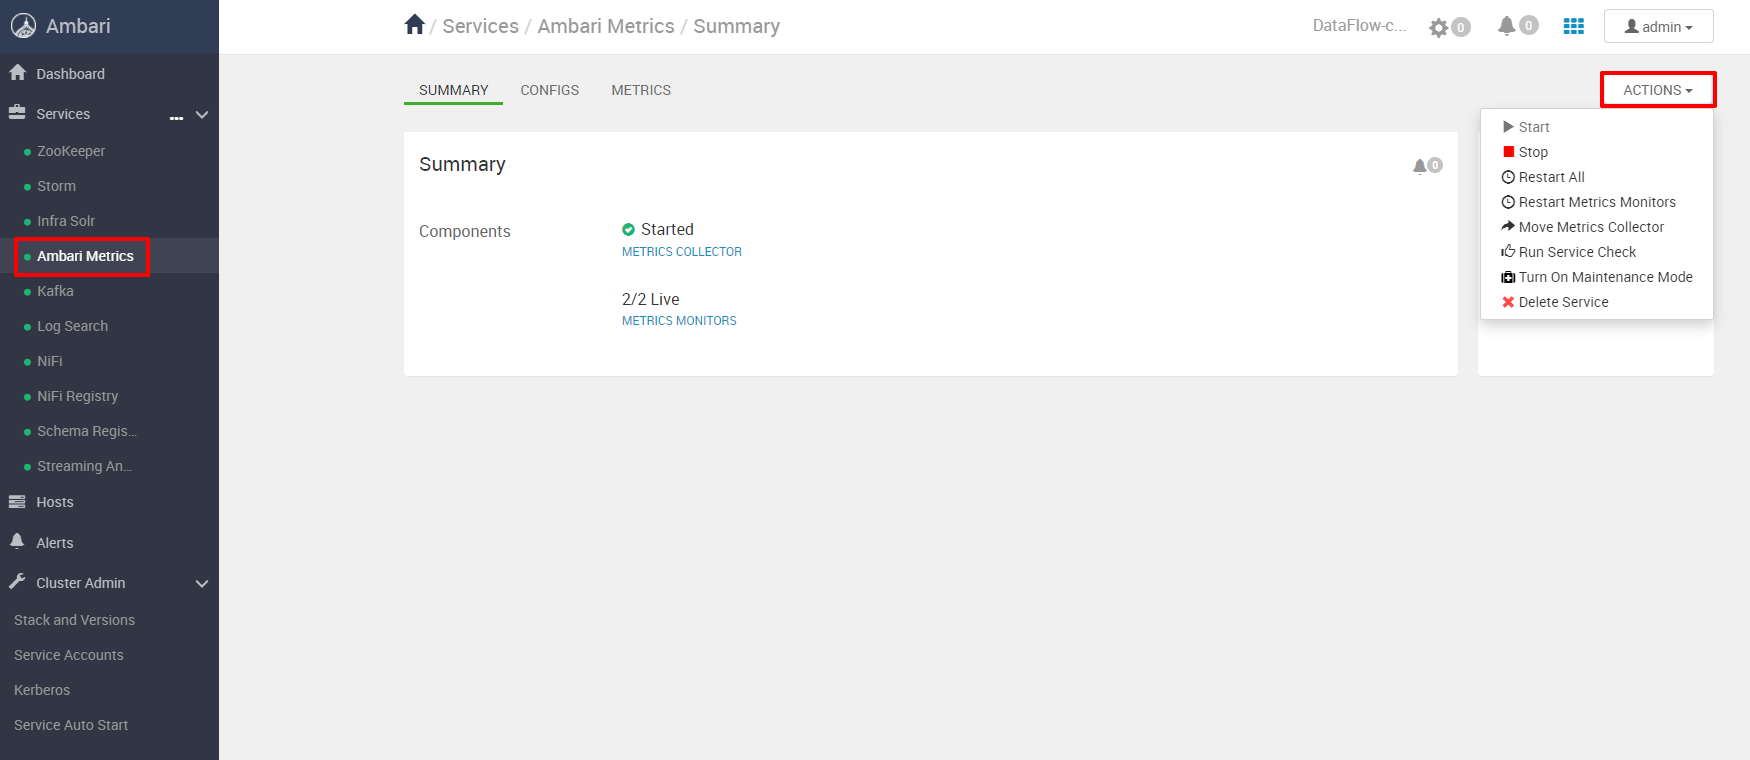 Ambari
/ Services / Ambari Metrics / Summary
DataFlow-c...
0
0
admin
Dashboard
Services
...
ZooKeeper
Storm
Infra Solr
Ambari Metrics
Kafka
Log Search
NiFi
NiFi Registry
Schema Regis...
Streaming An...
Hosts
Alerts
Cluster Admin
Stack and Versions
Service Accounts
Kerberos
Service Auto Start
SUMMARY CONFIGS METRICS
ACTIONS
Summary
0
Components
Started
METRICS COLLECTOR
2/2 Live
METRICS MONITORS
Start
Stop
Restart All
Restart Metrics Monitors
Move Metrics Collector
Run Service Check
Turn On Maintenance Mode
Delete Service